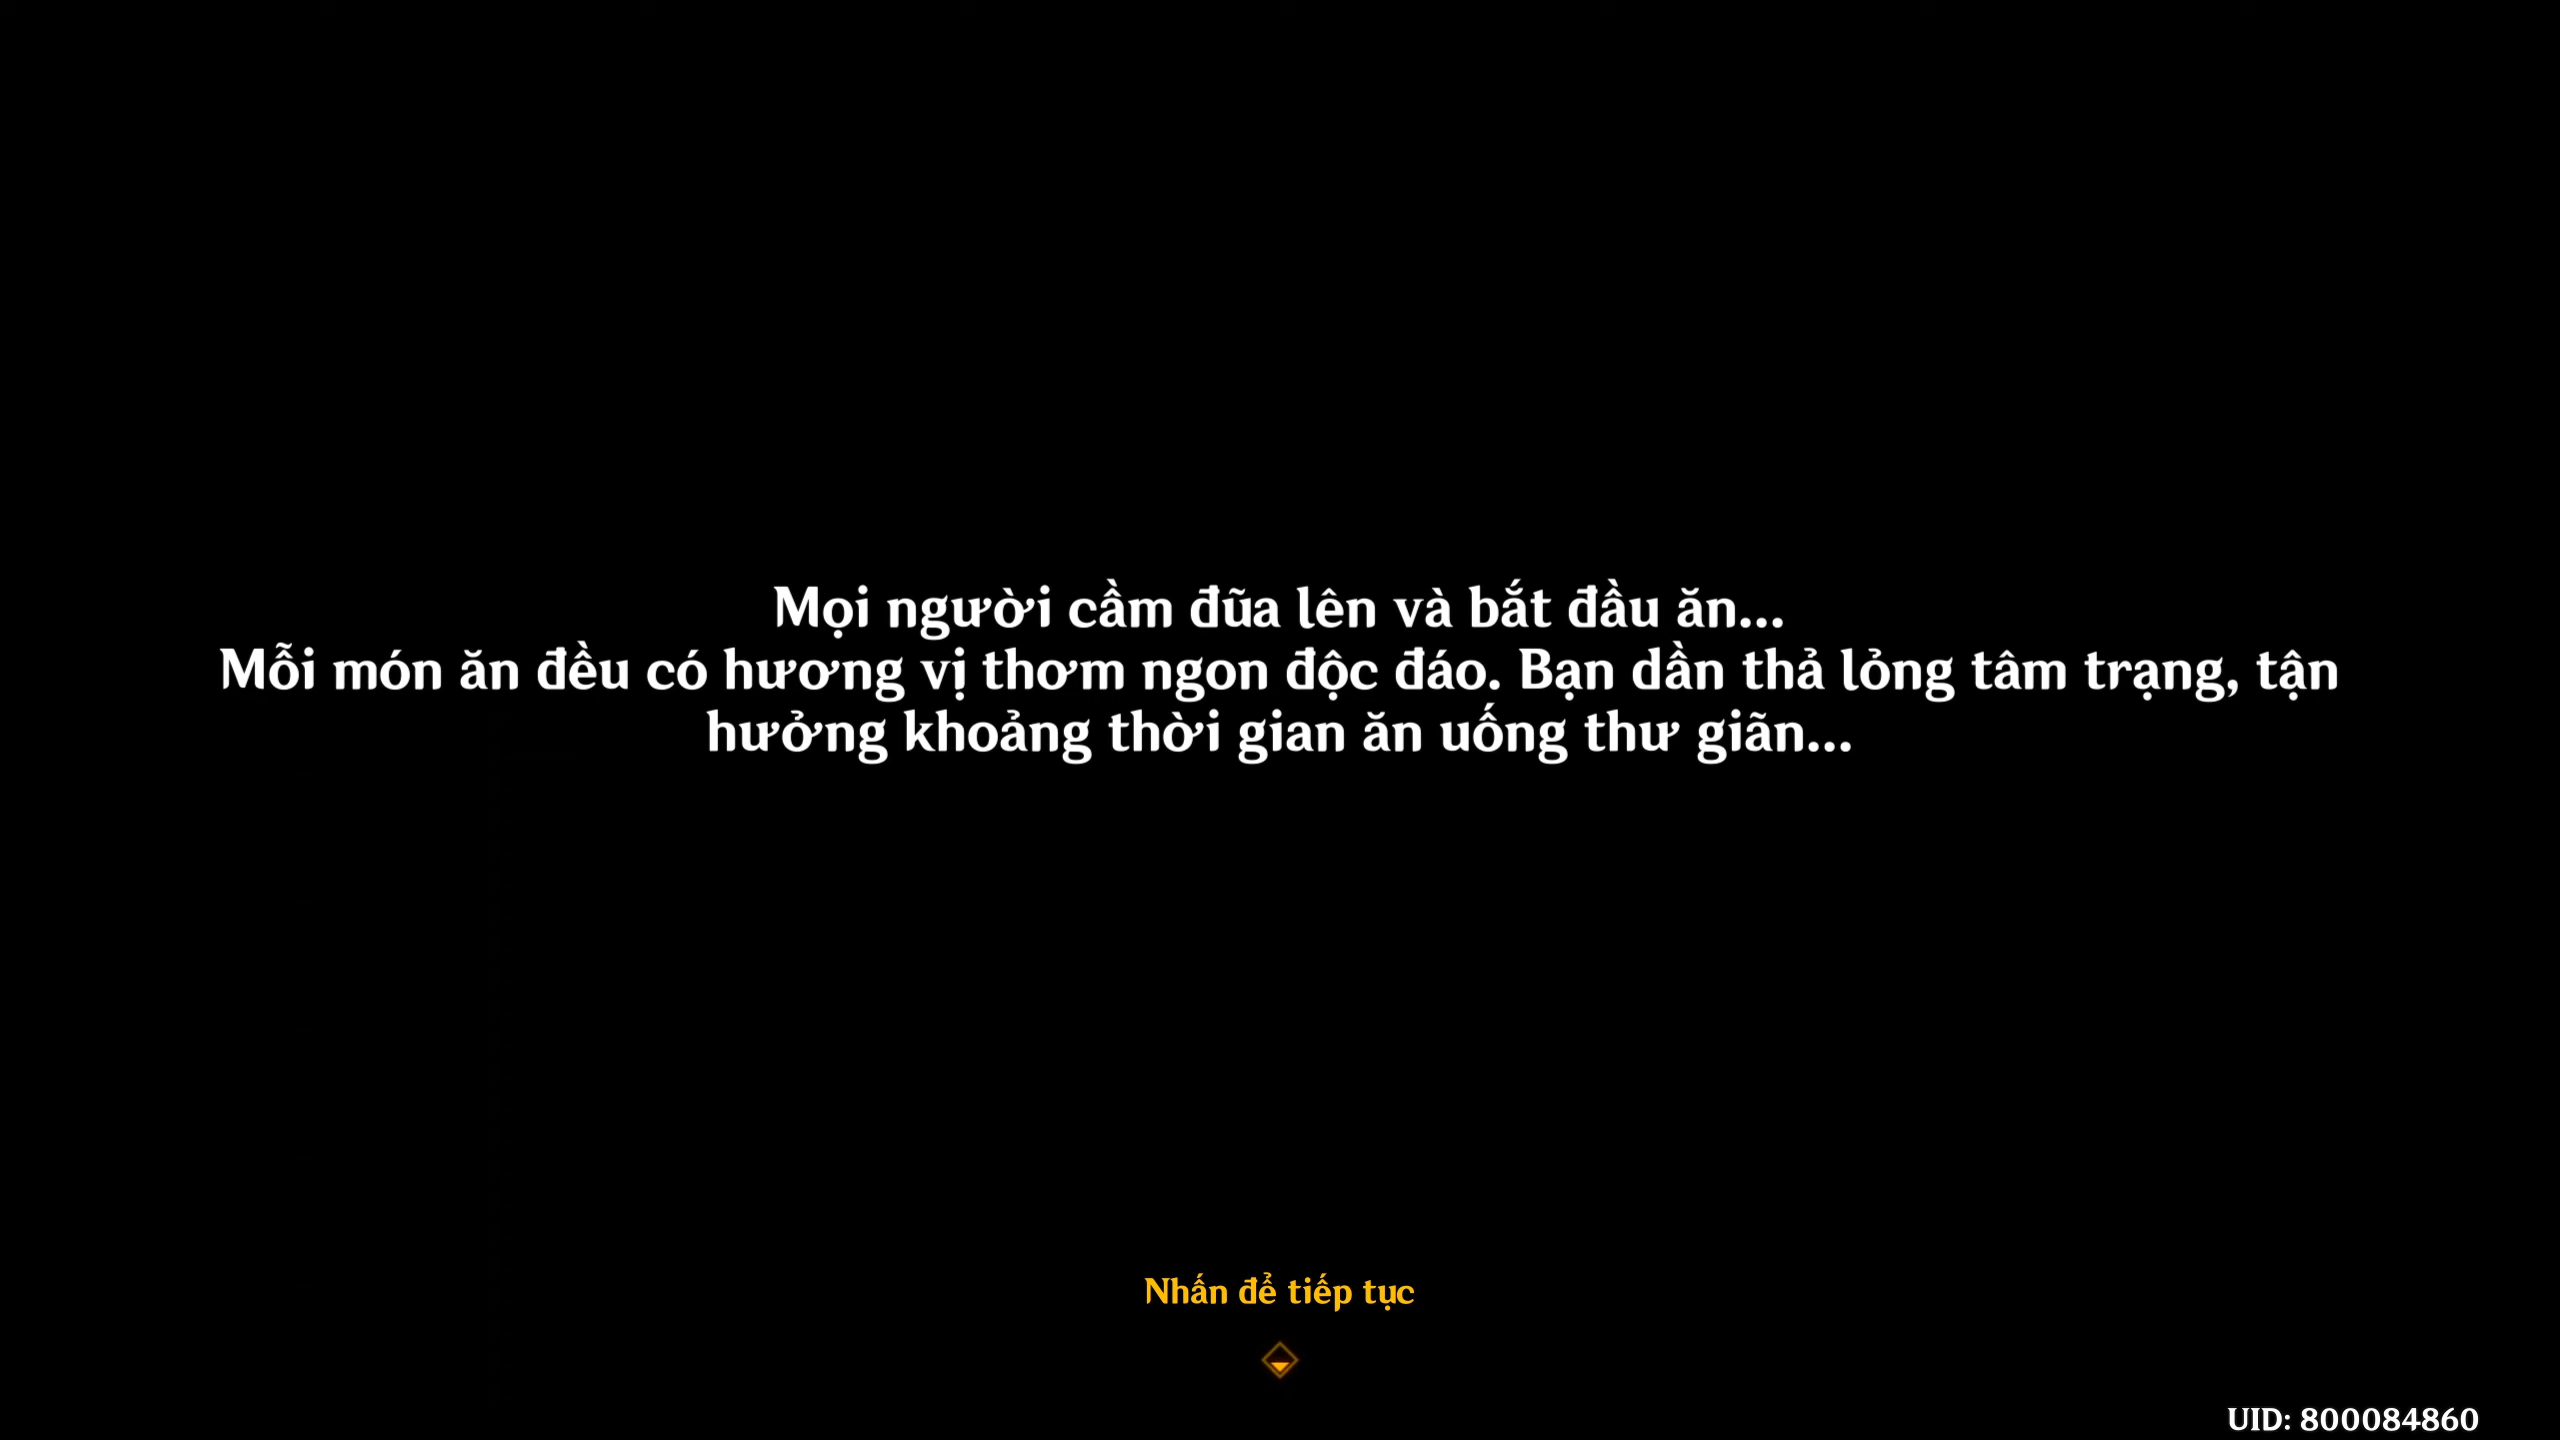 Mọi người cầm đũa lên và bắt đầu ăn...
Mỗi món ăn đều có hương vị thơm ngon độc đáo. Bạn dần thả lỏng tâm trạng, tận
hưởng khoảng thời gian ăn uống thư giãn...
Nhấn để tiếp tục
UID: 800084860